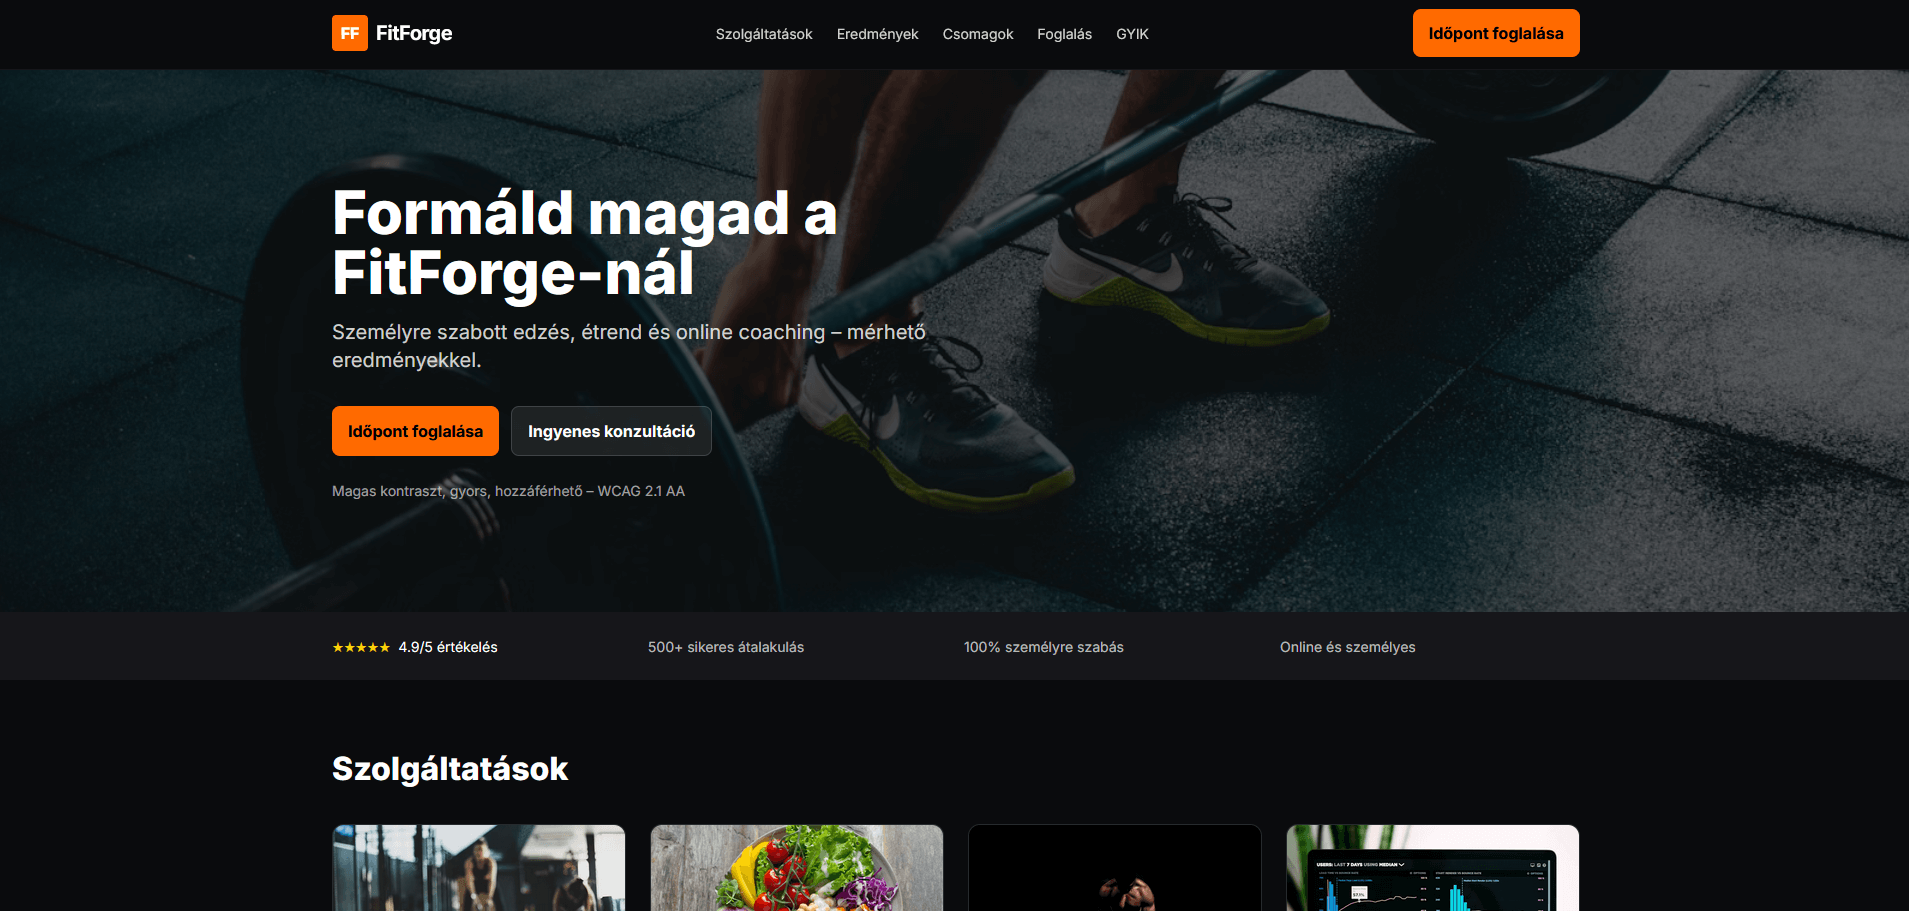 FF FitForge
Szolgáltatások Eredmények Csomagok Foglalás GYIK
Időpont foglalása
Formáld magad a
FitForge-nál
Személyre szabott edzés, étrend és online coaching – mérhető
eredményekkel.
Időpont foglalása
Ingyenes konzultáció
Magas kontraszt, gyors, hozzáférhető – WCAG 2.1 AA
★★★★★ 4.9/5 értékelés
500+ sikeres átalakulás
100% személyre szabás
Online és személyes
Szolgáltatások
USERS: LAST 7 DAYS USING MEDIAN